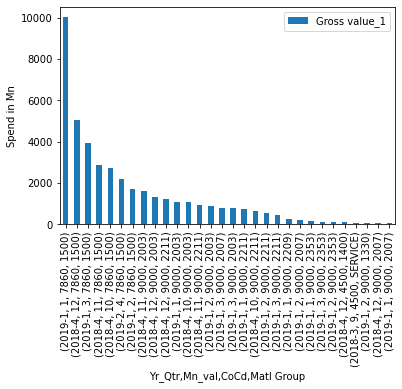 Gross value_1
10000
8000
6000
4000
2000
0
Spend in Mn
(2019-1, 1, 7860, 1500)
(2018-4, 12, 7860, 1500)
(2019-1, 3, 7860, 1500)
(2018-4, 11, 7860, 1500)
(2018-4, 10, 7860, 1500)
(2019-2, 4, 7860, 1500)
(2019-1, 2, 7860, 1500)
(2018-4, 11, 9000, 2003)
(2018-4, 12, 9000, 2003)
(2018-4, 12, 9000, 2211)
(2019-1, 1, 9000, 2003)
(2018-4, 10, 9000, 2003)
(2018-4, 11, 9000, 2211)
(2019-1, 2, 9000, 2003)
(2019-1, 3, 9000, 2007)
(2019-1, 3, 9000, 2003)
(2019-1, 1, 9000, 2211)
(2018-4, 10, 9000, 2211)
(2019-1, 3, 9000, 2211)
(2019-1, 2, 9000, 2211)
(2019-1, 1, 9000, 2209)
(2019-1, 2, 9000, 2007)
(2019-1, 1, 9000, 2353)
(2019-1, 3, 9000, 2353)
(2019-1, 2, 9000, 2353)
(2018-4, 12, 4500, 1400)
(2018-3, 9, 4500, SERVICE)
(2019-1, 2, 9000, 1330)
(2018-4, 12, 9000, 2007)
(2019-1, 1, 9000, 2007)
Yr_Qtr,Mn_val,CoCd,Matl Group